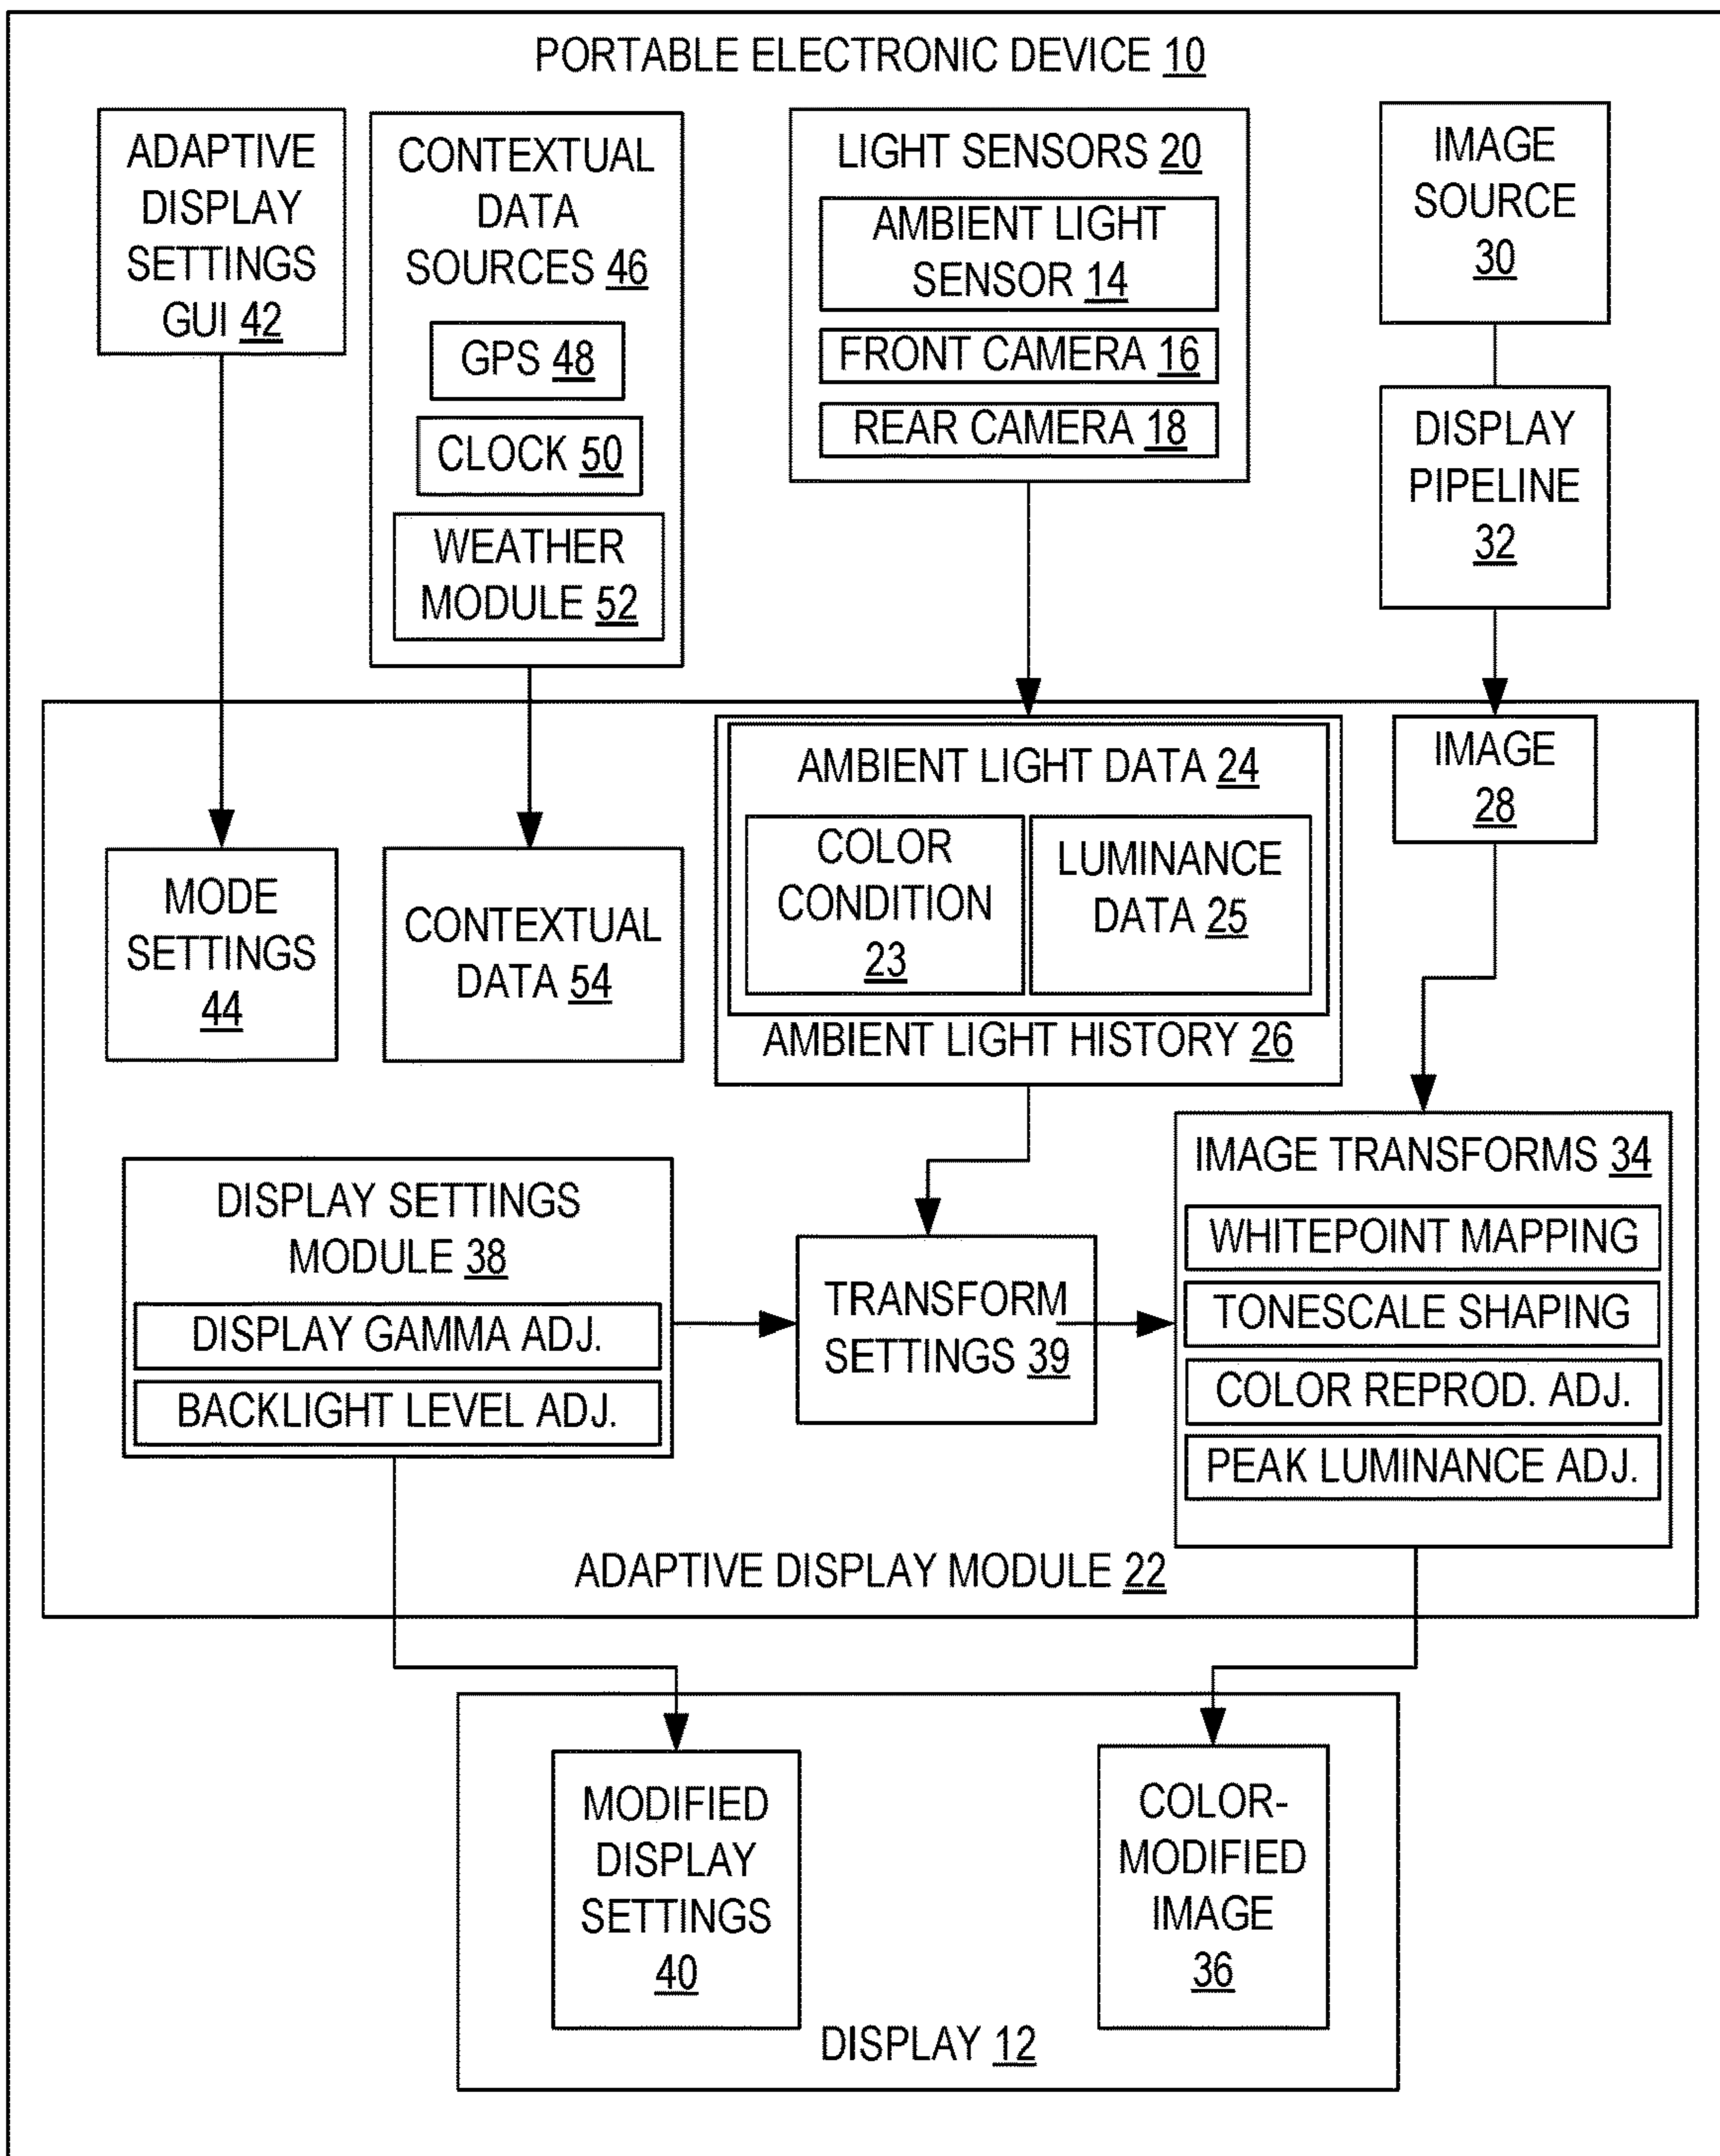 PORTABLE ELECTRONIC DEVICE 10
ADAPTIVE
DISPLAY
SETTINGS
GUI 42
CONTEXTUAL
DATA
SOURCES 46
GPS 48
CLOCK 50
WEATHER
MODULE 52
LIGHT SENSORS 20
AMBIENT LIGHT
SENSOR 14
FRONT CAMERA 16
REAR CAMERA 18
IMAGE
SOURCE
30
DISPLAY
PIPELINE
32
MODE
SETTINGS
44
CONTEXTUAL
DATA 54
AMBIENT LIGHT DATA 24
COLOR
CONDITION
23
LUMINANCE
DATA 25
AMBIENT LIGHT HISTORY 26
IMAGE
28
DISPLAY SETTINGS
MODULE 38
DISPLAY GAMMA ADJ.
BACKLIGHT LEVEL ADJ.
TRANSFORM
SETTINGS 39
IMAGE TRANSFORMS 34
WHITEPOINT MAPPING
TONESCALE SHAPING
COLOR REPROD. ADJ.
PEAK LUMINANCE ADJ.
ADAPTIVE DISPLAY MODULE 22
MODIFIED
DISPLAY
SETTINGS
40
COLOR-
MODIFIED
IMAGE
36
DISPLAY 12